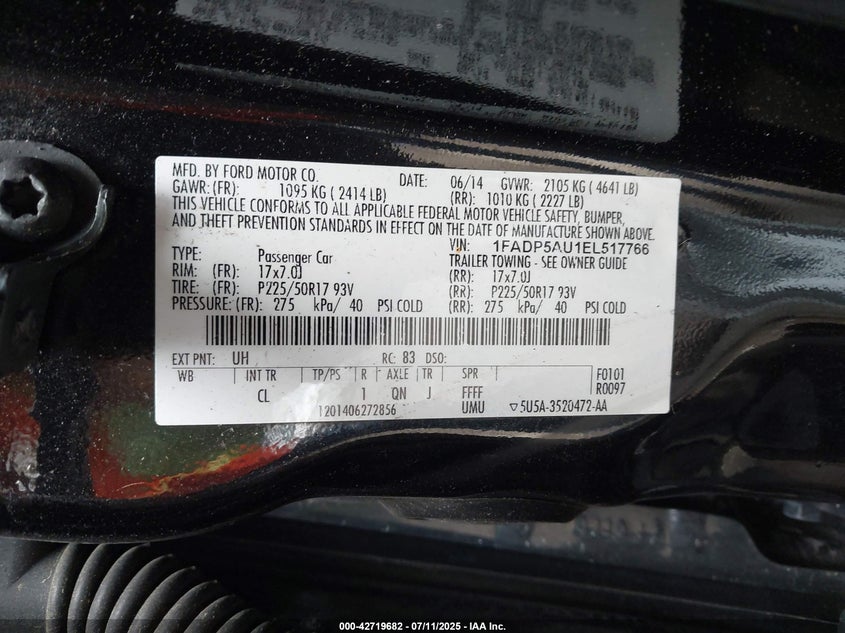 MFD. BY FORD MOTOR CO. DATE: 06/14 GVWR: 2105 KG ( 4641 LB)
GAWR: (FR): 1095 KG ( 2414 LB) (RR): 1010 KG ( 2227 LB)
THIS VEHICLE CONFORMS TO ALL APPLICABLE FEDERAL MOTOR VEHICLE SAFETY, BUMPER,
AND THEFT PREVENTION STANDARDS IN EFFECT ON THE DATE OF MANUFACTURE SHOWN ABOVE.
VIN: 1FADP5AU1EL517766
TYPE: Passenger Car TRAILER TOWING - SEE OWNER GUIDE
RIM: (FR): 17x7.0J (RR): 17x7.0J
TIRE: (FR): P225/50R17 93V (RR): P225/50R17 93V
PRESSURE: (FR): 275 kPa/ 40 PSI COLD (RR): 275 kPa/ 40 PSI COLD
EXT PNT: UH RC: 83 DSO:
WB INT TR TP/PS R AXLE TR SPR F0101
R0097
CL 1 QN J FFFF
1201406272856 UMU ▽5U5A-3520472-AA
000-42719682 / 07/11/2025 - IAA Inc.